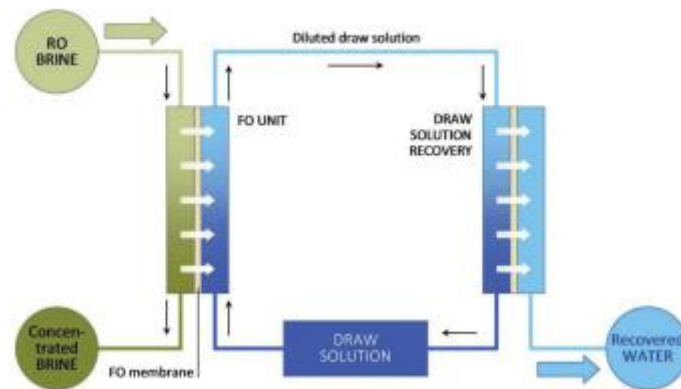 RO
BRINE
Diluted draw solution
FO UNIT
DRAW
SOLUTION
RECOVERY
Concen-
trated
BRINE
FO membrane
DRAW
SOLUTION
Recovered
WATER